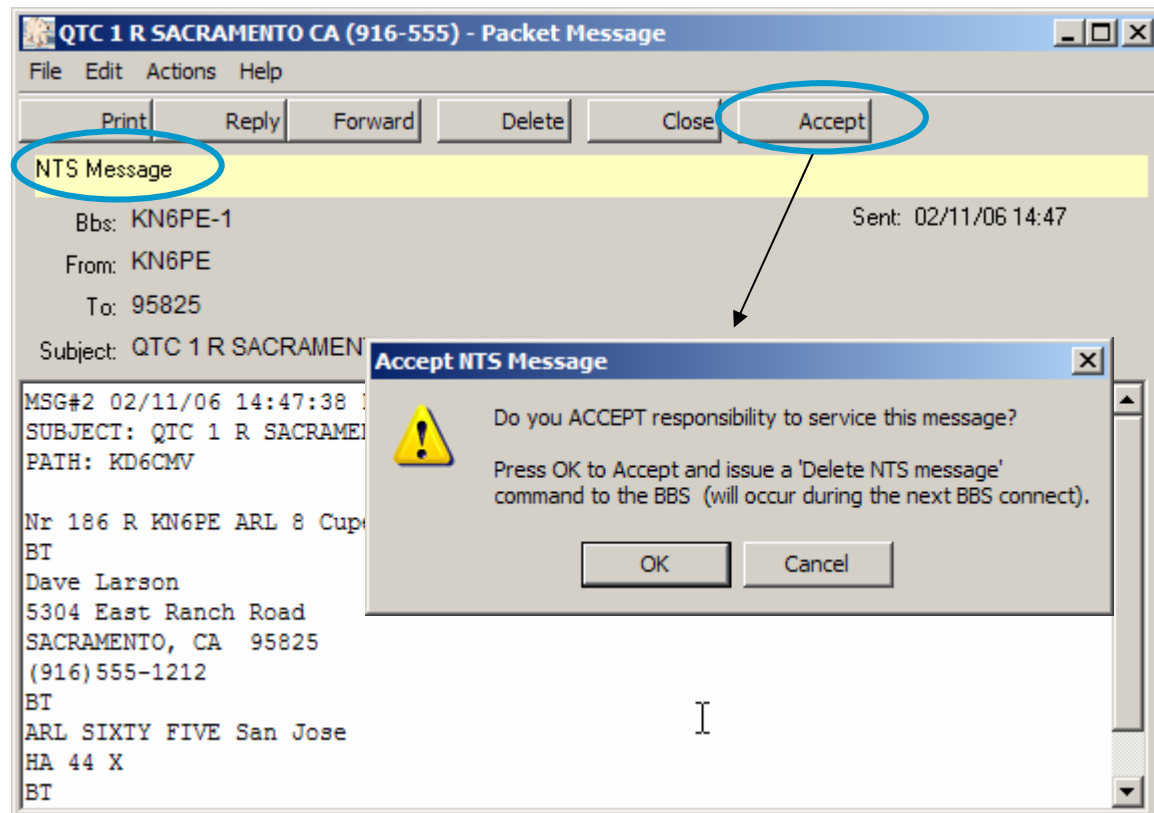 QTC 1 R SACRAMENTO CA (916-555) - Packet Message
File Edit Actions Help
Print Reply Forward Delete Close Accept
NTS Message
Bbs: KN6PE-1
Sent: 02/11/06 14:47
From: KN6PE
To: 95825
Subject: QTC 1 R SACRAMEN
Accept NTS Message
Do you ACCEPT responsibility to service this message?
Press OK to Accept and issue a 'Delete NTS message'
command to the BBS (will occur during the next BBS connect).
OK Cancel
MSG#2 02/11/06 14:47:38
SUBJECT: QTC 1 R SACRAME
PATH: KD6CMV
Nr 186 R KN6PE ARL 8 Cupe
BT
Dave Larson
5304 East Ranch Road
SACRAMENTO, CA 95825
(916)555-1212
BT
ARL SIXTY FIVE San Jose
HA 44 X
BT